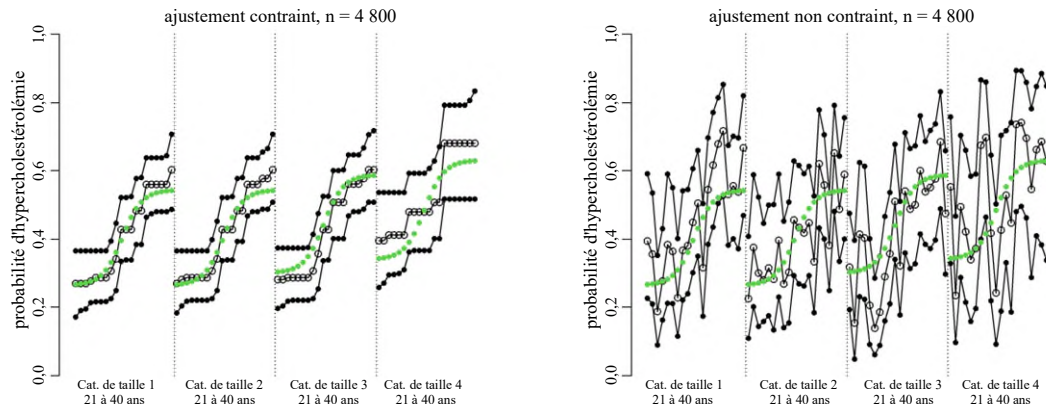 ajustement contraint, n = 4 800
probabilité d'hypercholestérolémie
1,0
0,8
0,6
0,4
0,2
0,0
Cat. de taille 1
21 à 40 ans
Cat. de taille 2
21 à 40 ans
Cat. de taille 3
21 à 40 ans
Cat. de taille 4
21 à 40 ans
ajustement non contraint, n = 4 800
probabilité d'hypercholestérolémie
1,0
0,8
0,6
0,4
0,2
0,0
Cat. de taille 1
21 à 40 ans
Cat. de taille 2
21 à 40 ans
Cat. de taille 3
21 à 40 ans
Cat. de taille 4
21 à 40 ans